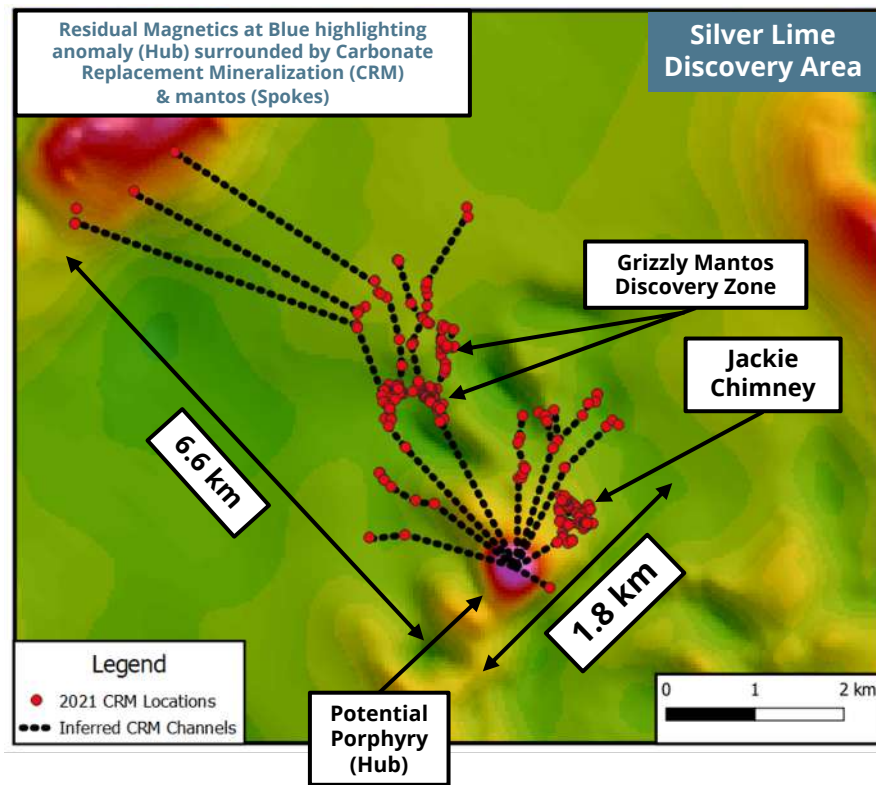 Residual Magnetics at Blue highlighting
anomaly (Hub) surrounded by Carbonate
Replacement Mineralization (CRM)
& mantos (Spokes)
Silver Lime
Discovery Area
Grizzly Mantos
Discovery Zone
Jackie
Chimney
6.6 km
1.8 km
Legend
2021 CRM Locations
Inferred CRM Channels
Potential
Porphyry
(Hub)
0 1 2 km